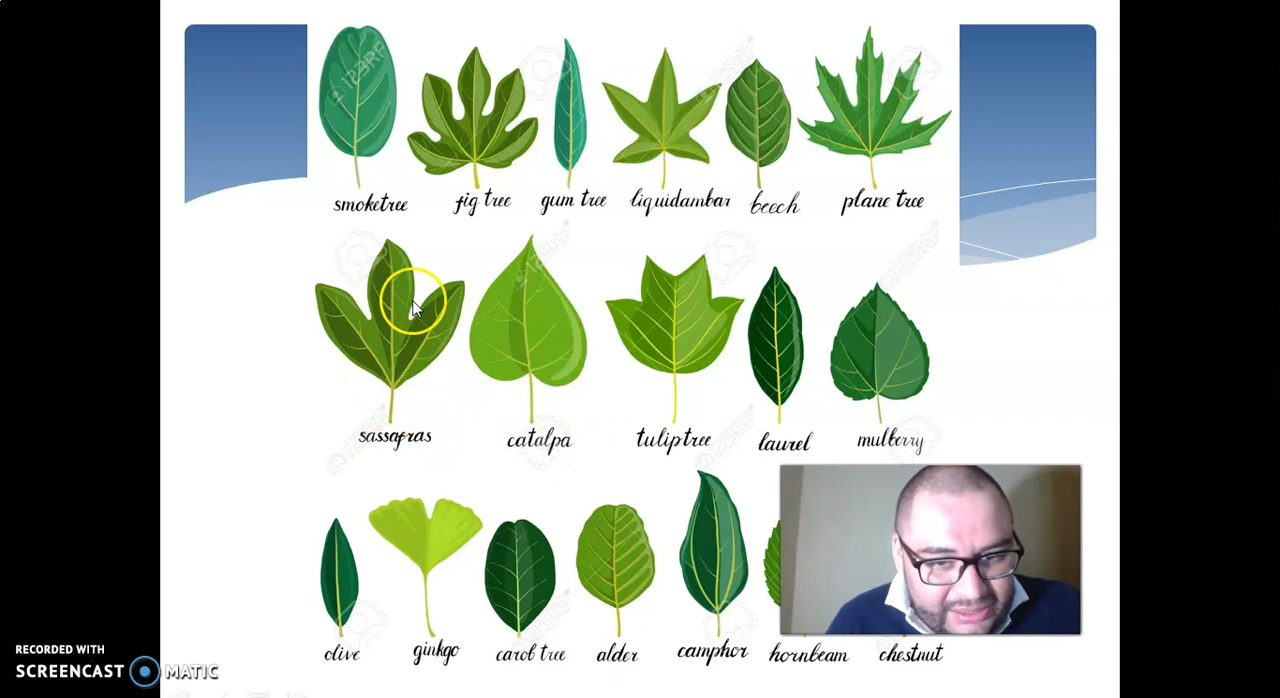 smoketree fig tree gum tree liquidambar beech plane tree
sassafras catalpa tuliptree laurel mulberry
olive ginkgo carob tree alder camphor hornbeam chestnut
RECORDED WITH
SCREENCAST MATIC